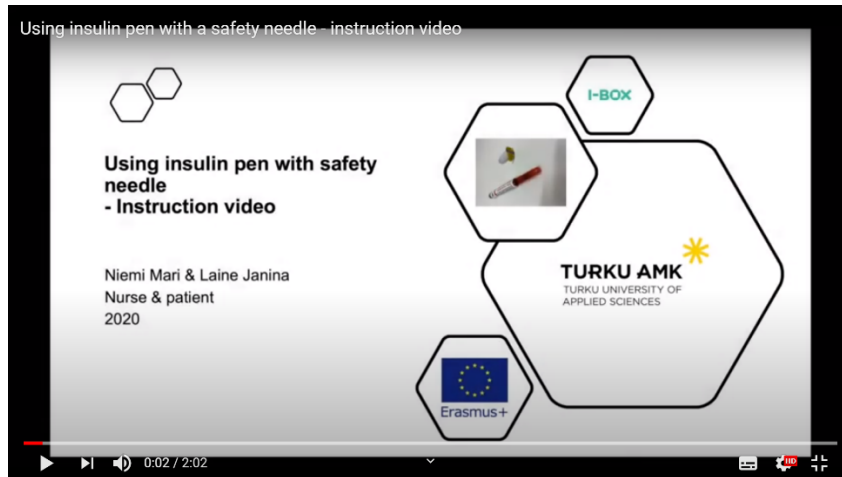 Using insulin pen with a safety needle - instruction video
I-BOX
Using insulin pen with safety
needle
- Instruction video
TURKU AMK
TURKU UNIVERSITY OF
APPLIED SCIENCES
Niemi Mari & Laine Janina
Nurse & patient
2020
Erasmus+
0:02 / 2:02
HD